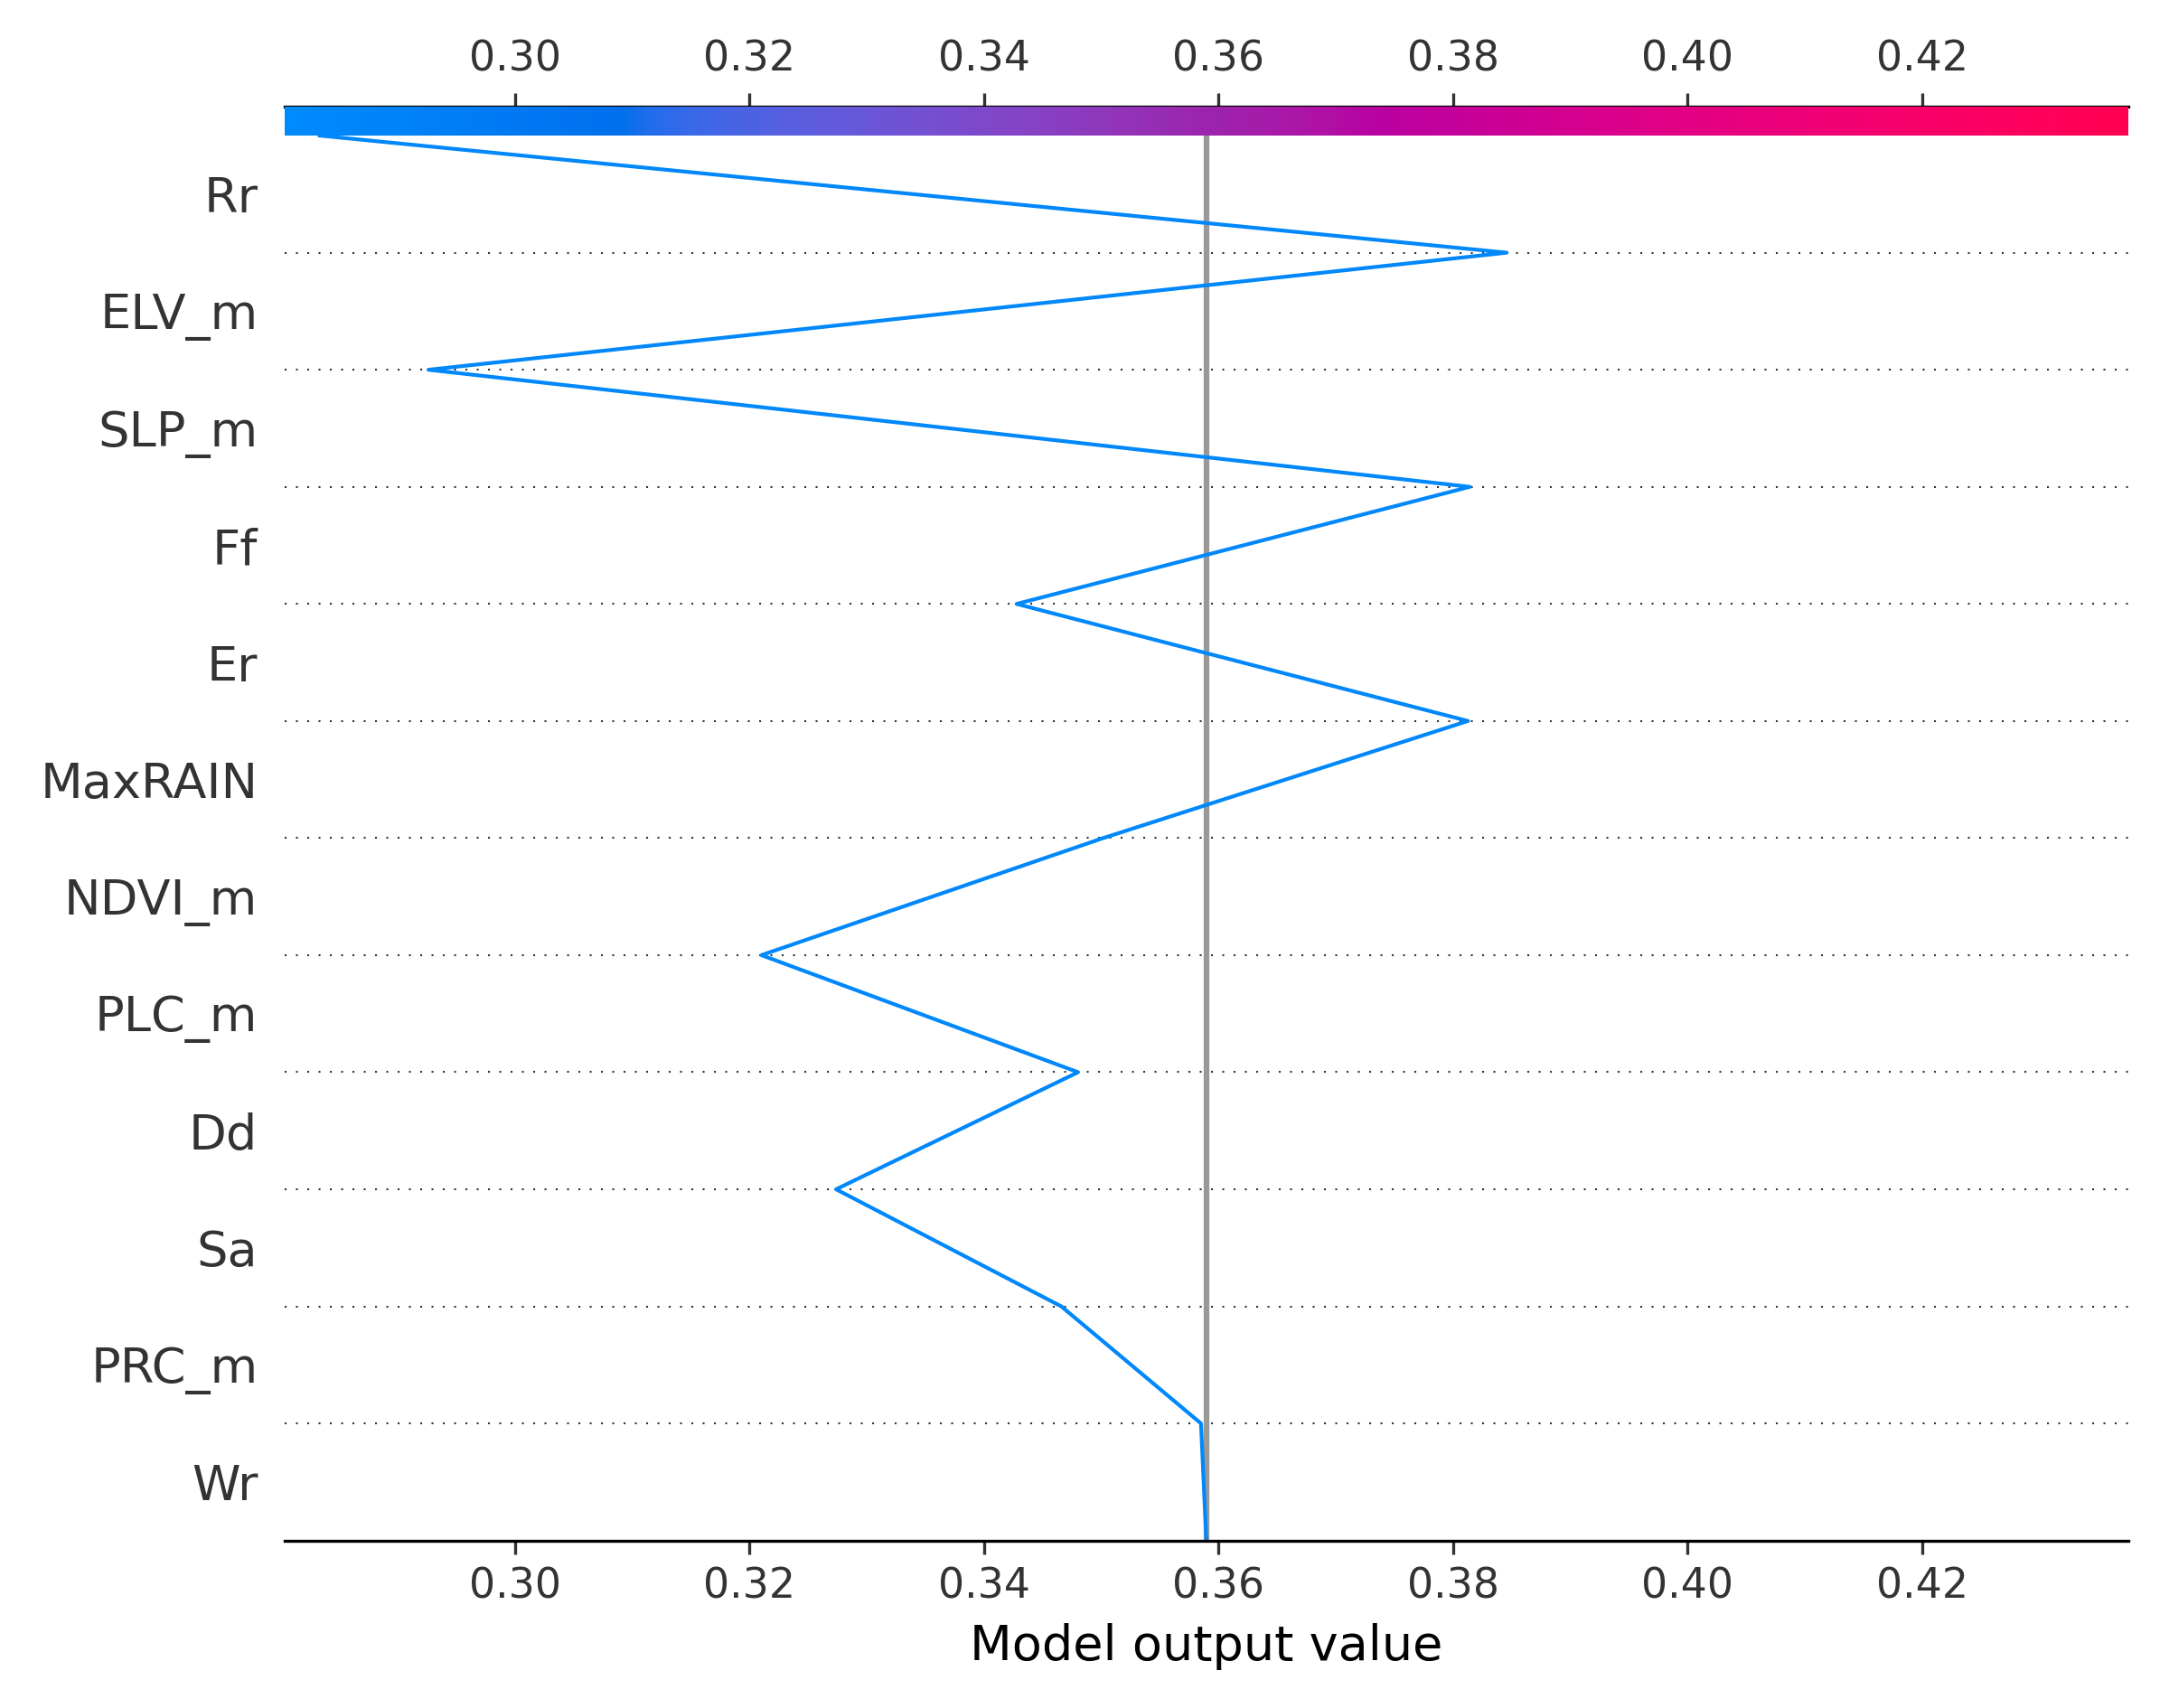 0.30 0.32 0.34 0.36 0.38 0.40 0.42
Rr
ELV_m
SLP_m
Ff
Er
MaxRAIN
NDVI_m
PLC_m
Dd
Sa
PRC_m
Wr
0.30 0.32 0.34 0.36 0.38 0.40 0.42
Model output value